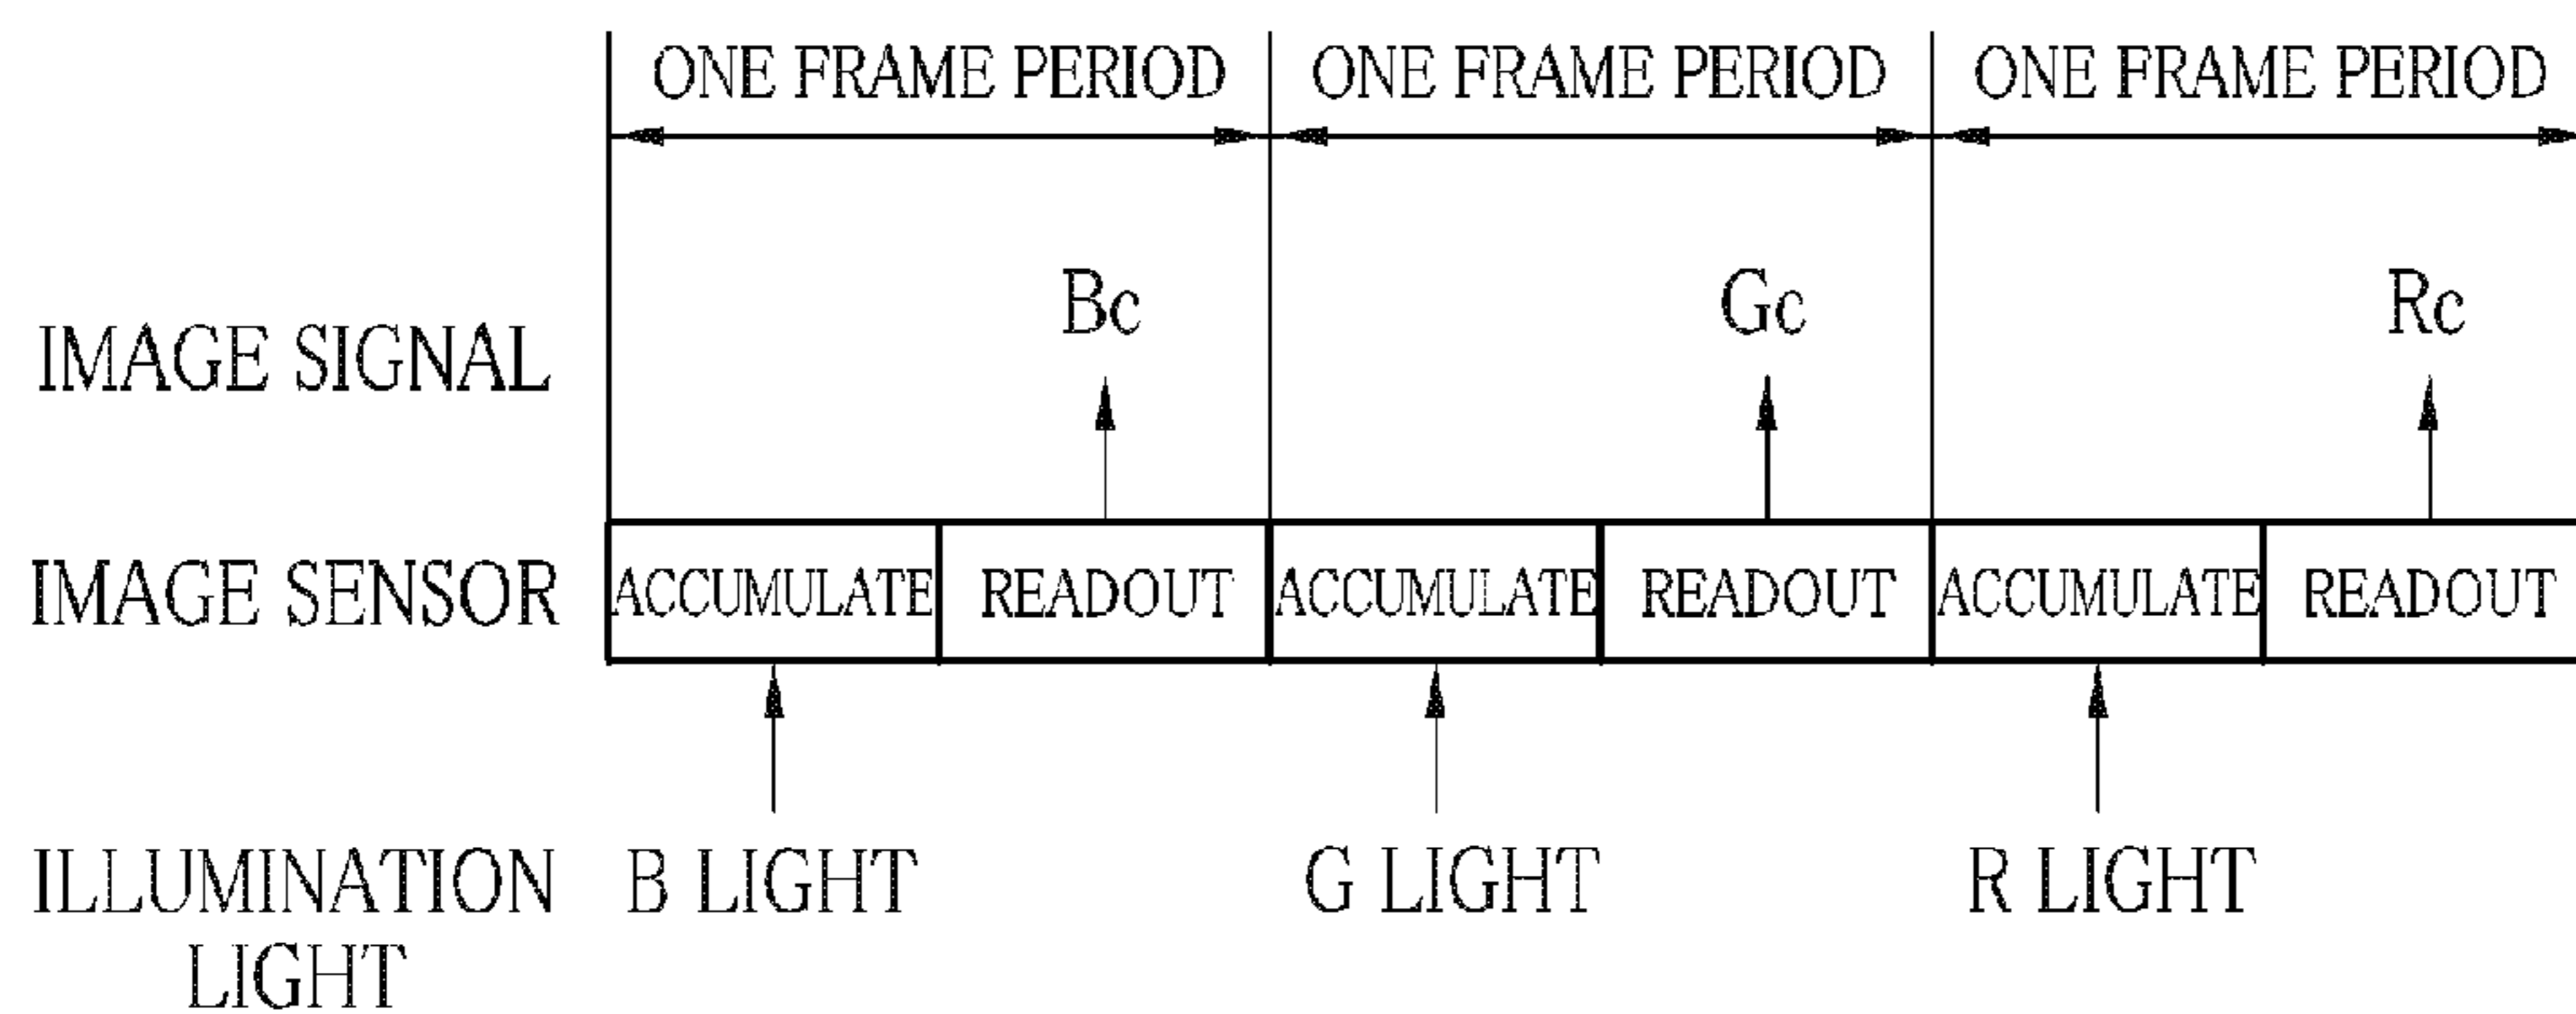 ONE FRAME PERIOD ONE FRAME PERIOD ONE FRAME PERIOD
Bc Gc Rc
IMAGE SIGNAL
IMAGE SENSOR ACCUMULATE READOUT ACCUMULATE READOUT ACCUMULATE READOUT
ILLUMINATION B LIGHT G LIGHT R LIGHT
LIGHT